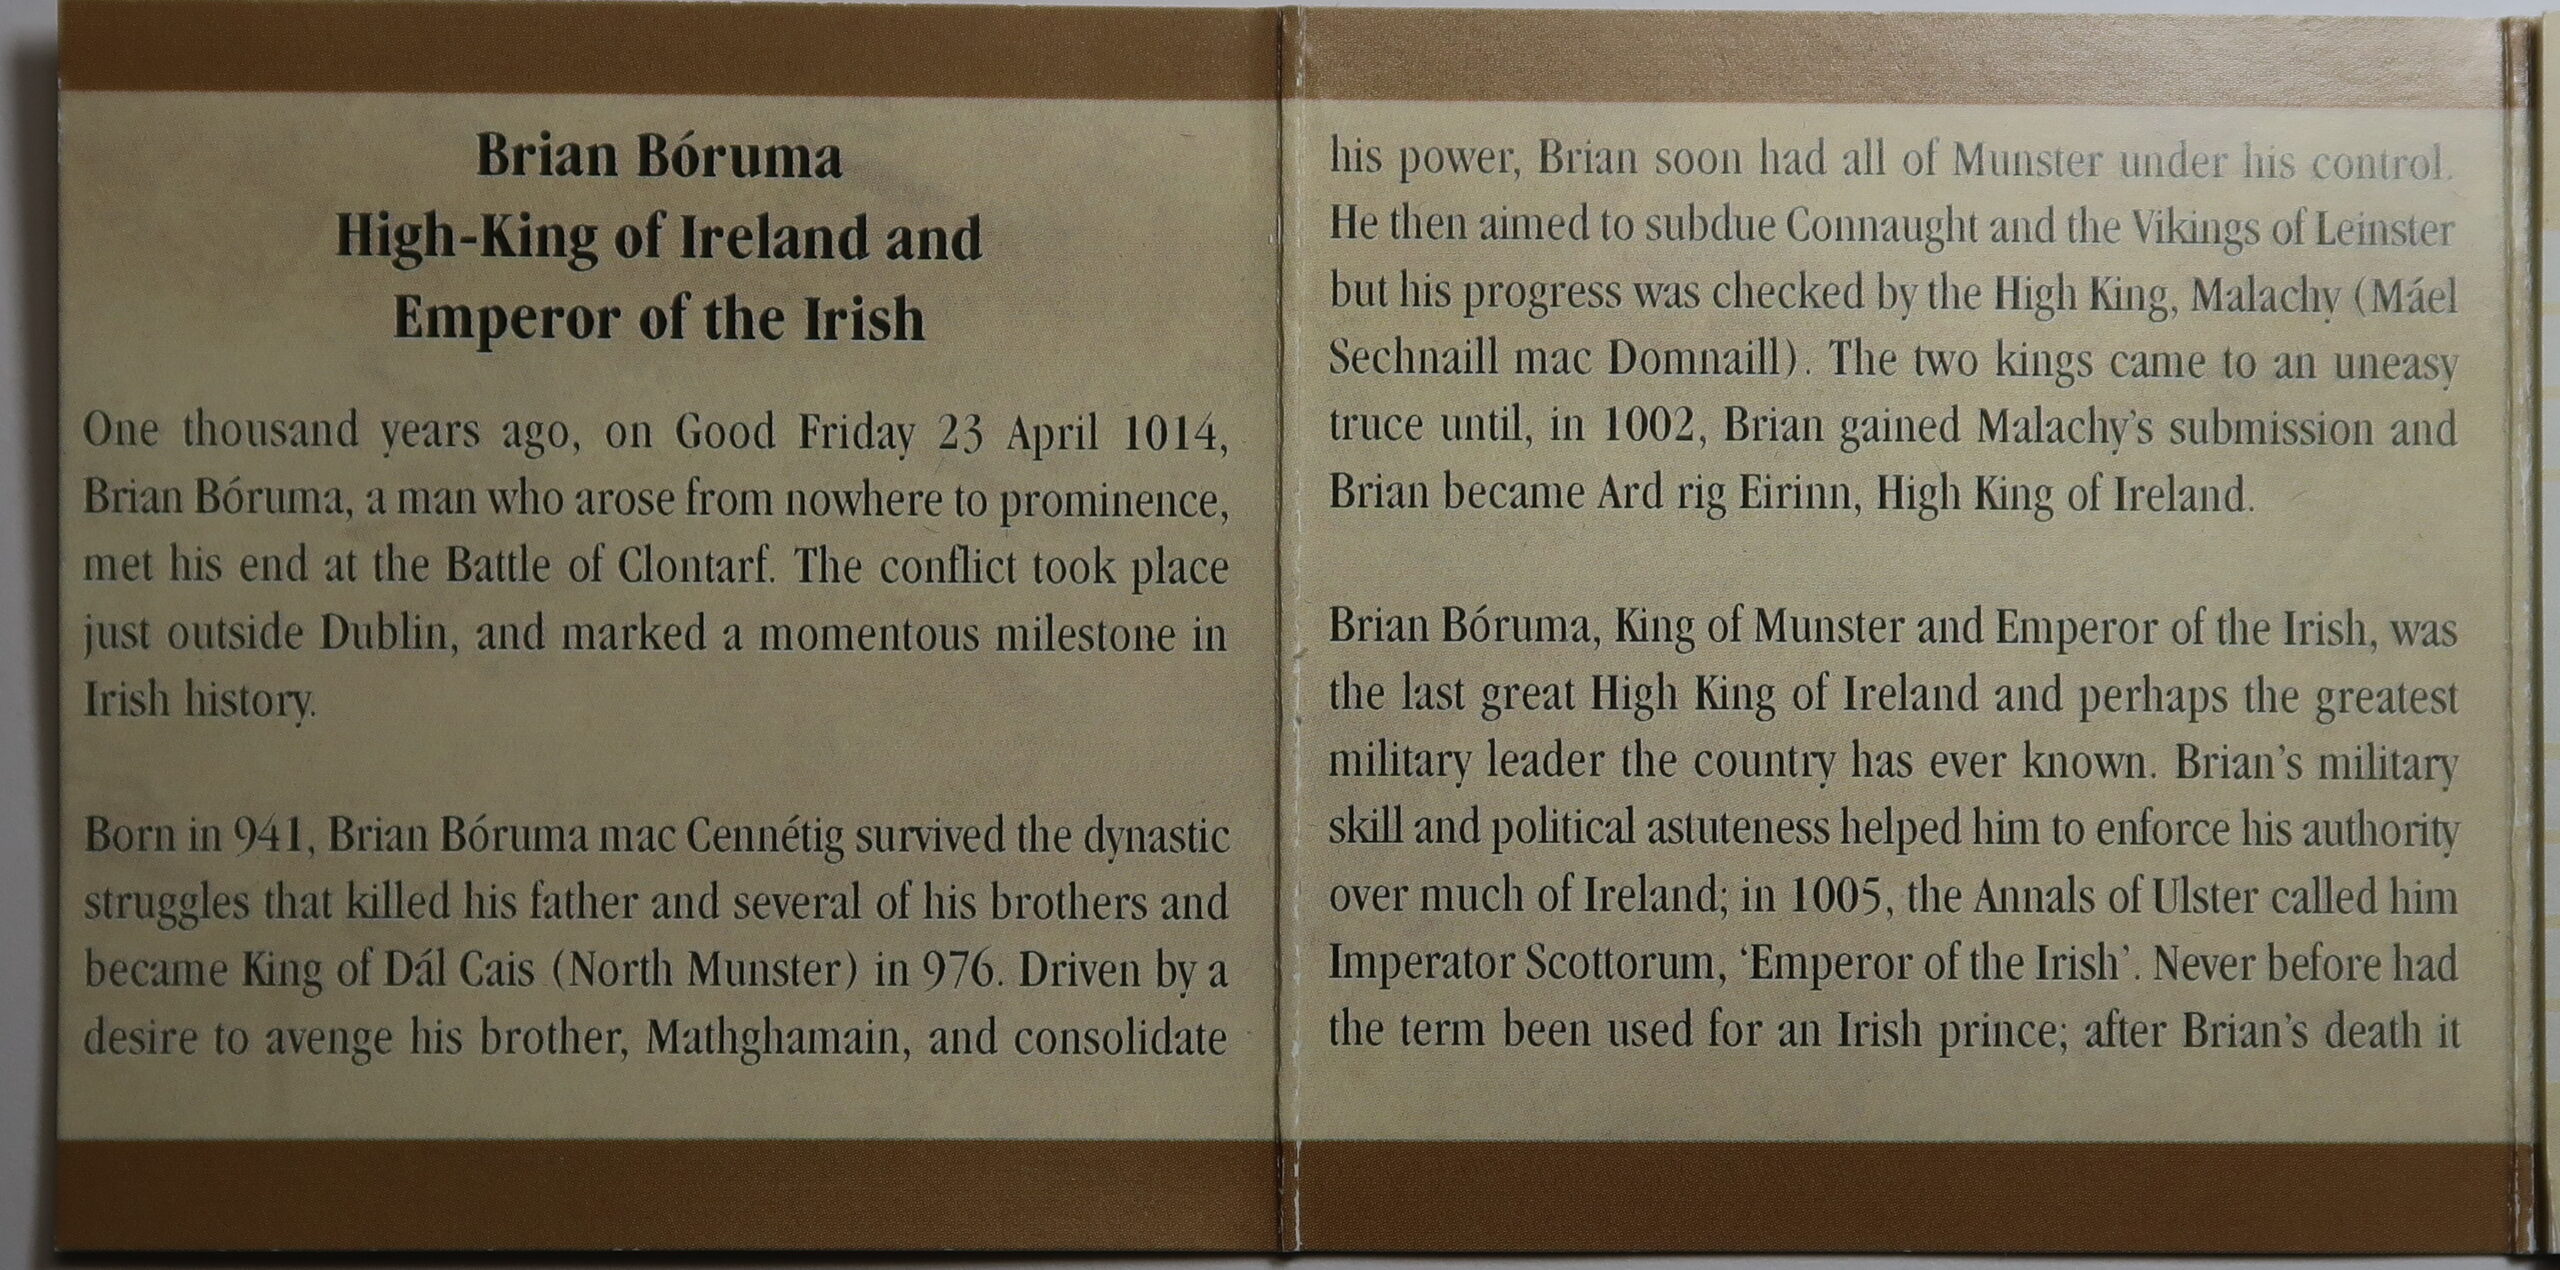 Brian Bóruma
High-King of Ireland and
Emperor of the Irish
One thousand years ago, on Good Friday 23 April 1014,
Brian Bóruma, a man who arose from nowhere to prominence,
met his end at the Battle of Clontarf. The conflict took place
just outside Dublin, and marked a momentous milestone in
Irish history.
Born in 941, Brian Bóruma mac Cennétig survived the dynastic
struggles that killed his father and several of his brothers and
became King of Dál Cais (North Munster) in 976. Driven by a
desire to avenge his brother, Mathghamain, and consolidate
his power, Brian soon had all of Munster under his control.
He then aimed to subdue Connaught and the Vikings of Leinster
but his progress was checked by the High King, Malachy (Máel
Sechnaill mac Domnaill). The two kings came to an uneasy
truce until, in 1002, Brian gained Malachy's submission and
Brian became Ard rig Eirinn, High King of Ireland.
Brian Bóruma, King of Munster and Emperor of the Irish, was
the last great High King of Ireland and perhaps the greatest
military leader the country has ever known. Brian's military
skill and political astuteness helped him to enforce his authority
over much of Ireland; in 1005, the Annals of Ulster called him
Imperator Scottorum, 'Emperor of the Irish'. Never before had
the term been used for an Irish prince; after Brian's death it